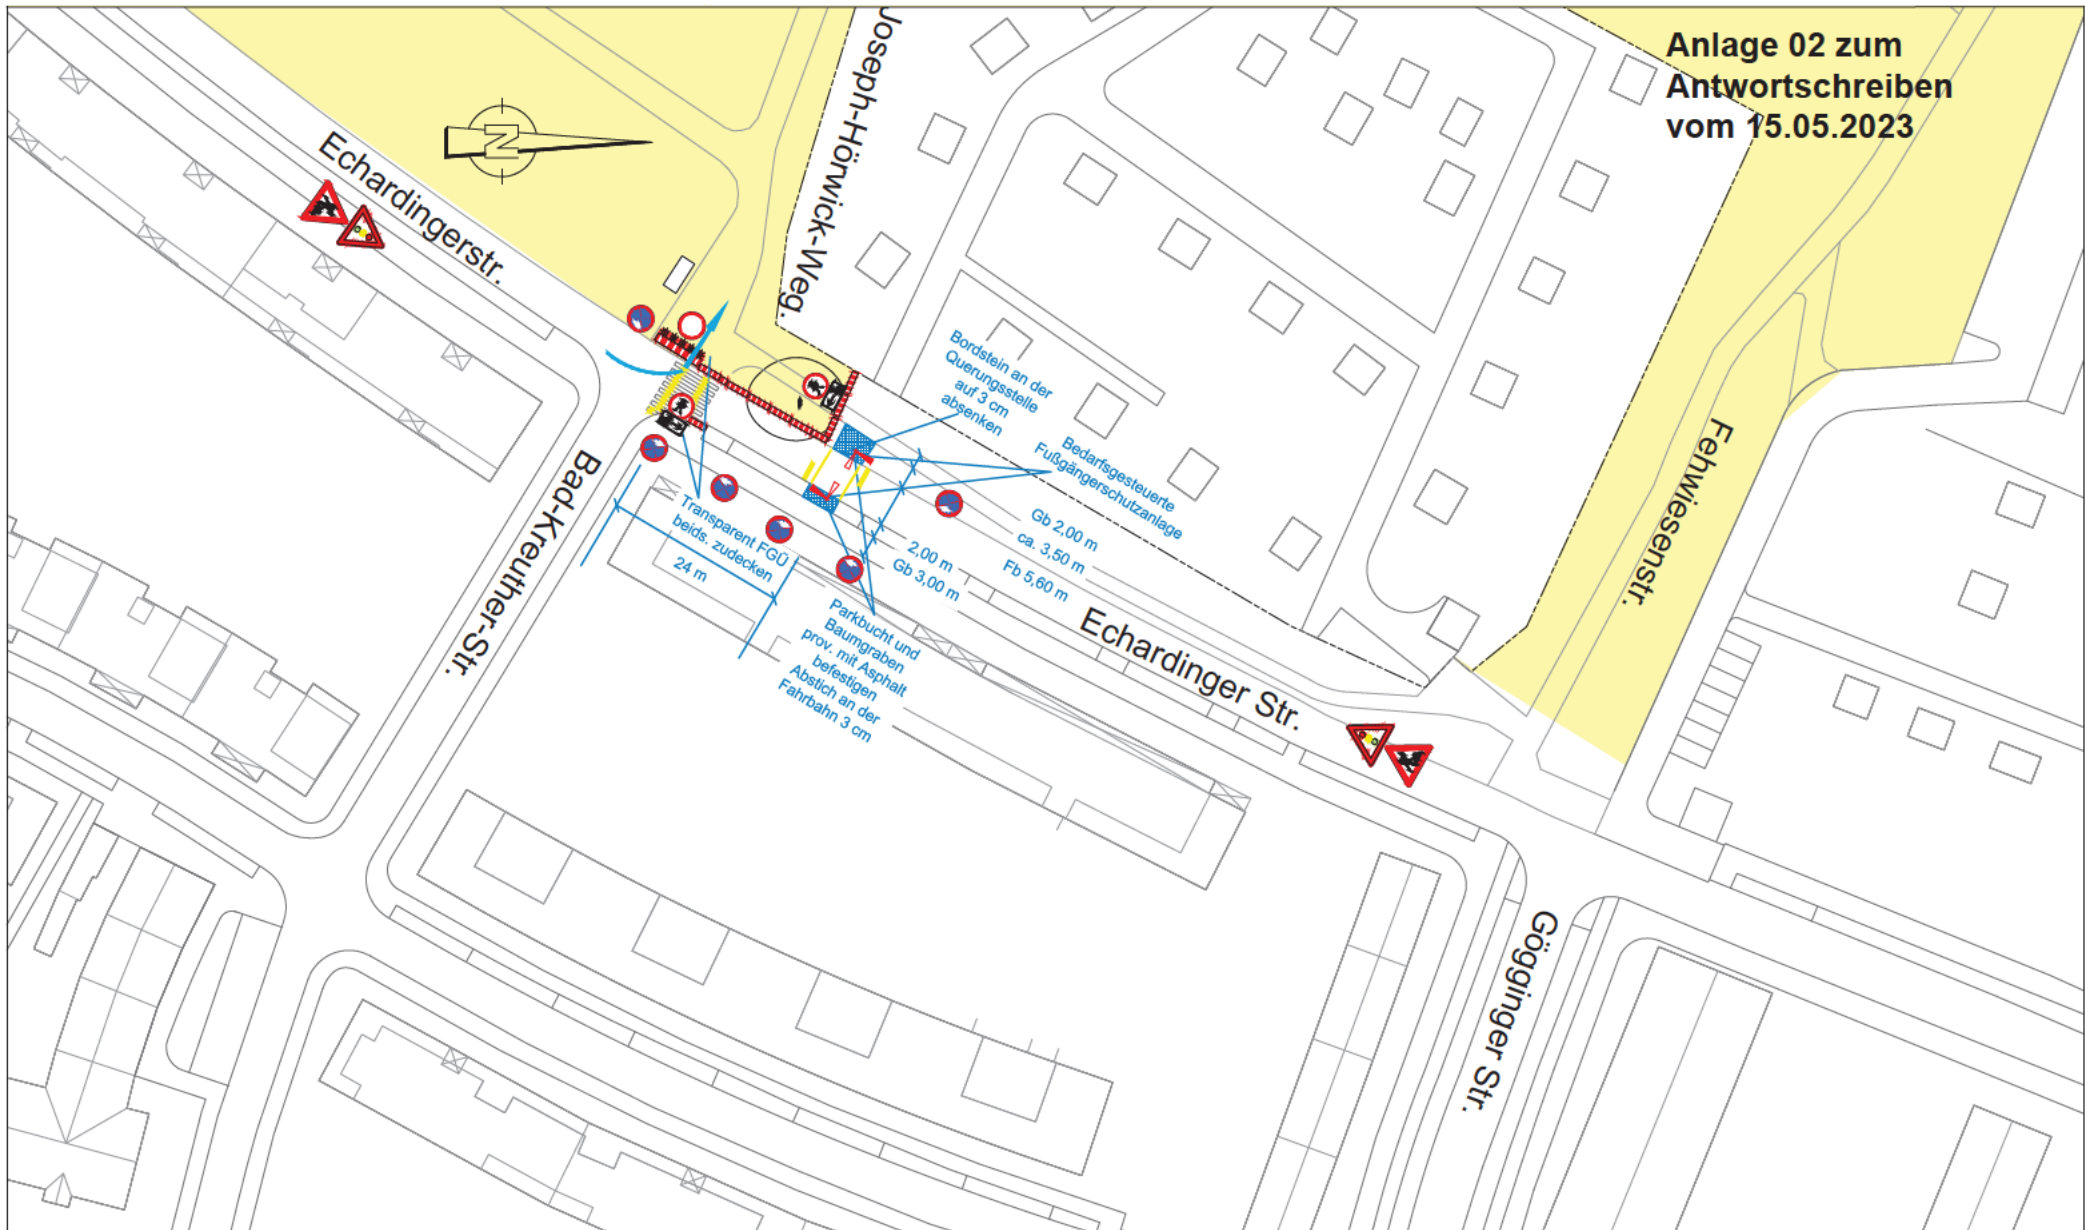 Anlage 02 zum
Antwortschreiben
vom 15.05.2023
Joseph-Hörwick-Weg.
Echardingerstr.
N
Bordstein an der
Querungsstelle
auf 3 cm
absenken
Bedarfsgesteuerte
Fußgängerschutzanlage
Transparent FGÜ
beids. zudecken
24 m
Gb 2,00 m
ca. 3,50 m
Fb 5,60 m
2,00 m
Gb 3,00 m
Parkbucht und
Baumgraben
prov. mit Asphalt
befestigen
Abstich an der
Fahrbahn 3 cm
Bad-Kreuther-Str.
Echardinger Str.
Fehwiesenstr.
Gögginger Str.